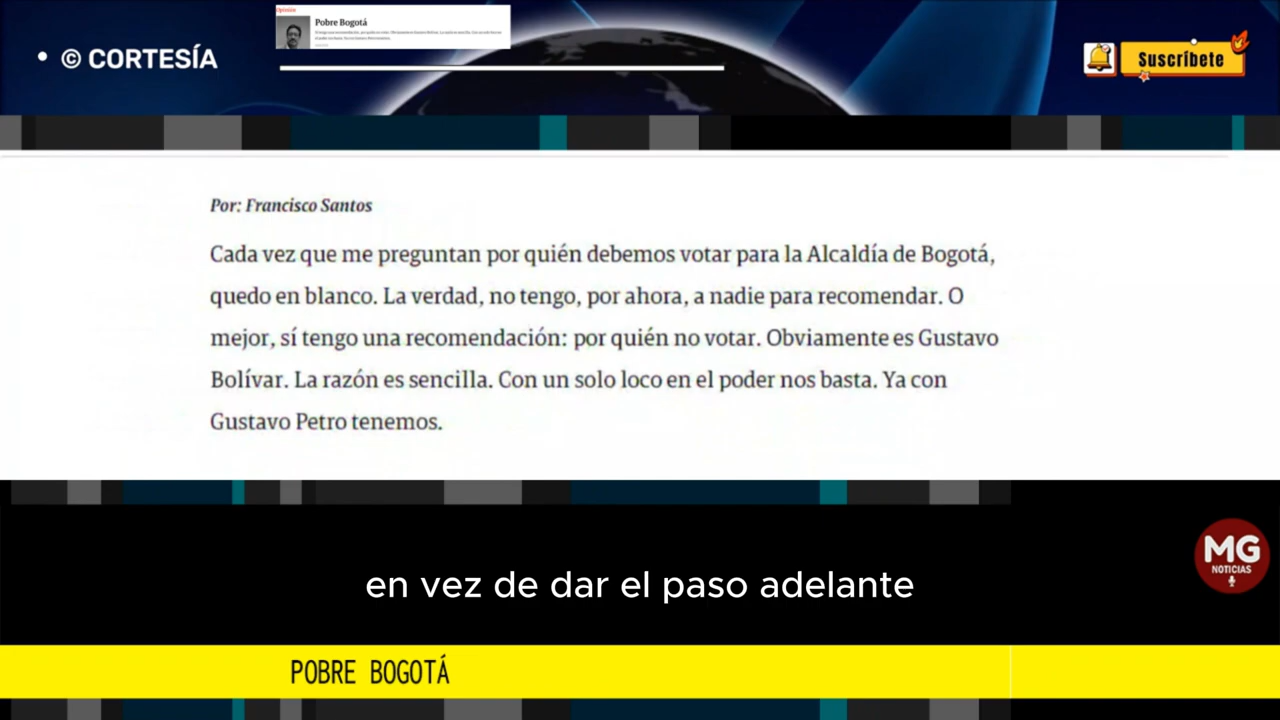 Opinión
Pobre Bogotá
• © CORTESÍA
Suscríbete
Por: Francisco Santos
Cada vez que me preguntan por quién debemos votar para la Alcaldía de Bogotá,
quedo en blanco. La verdad, no tengo, por ahora, a nadie para recomendar. O
mejor, sí tengo una recomendación: por quién no votar. Obviamente es Gustavo
Bolívar. La razón es sencilla. Con un solo loco en el poder nos basta. Ya con
Gustavo Petro tenemos.
MG
NOTICIAS
en vez de dar el paso adelante
POBRE BOGOTÁ